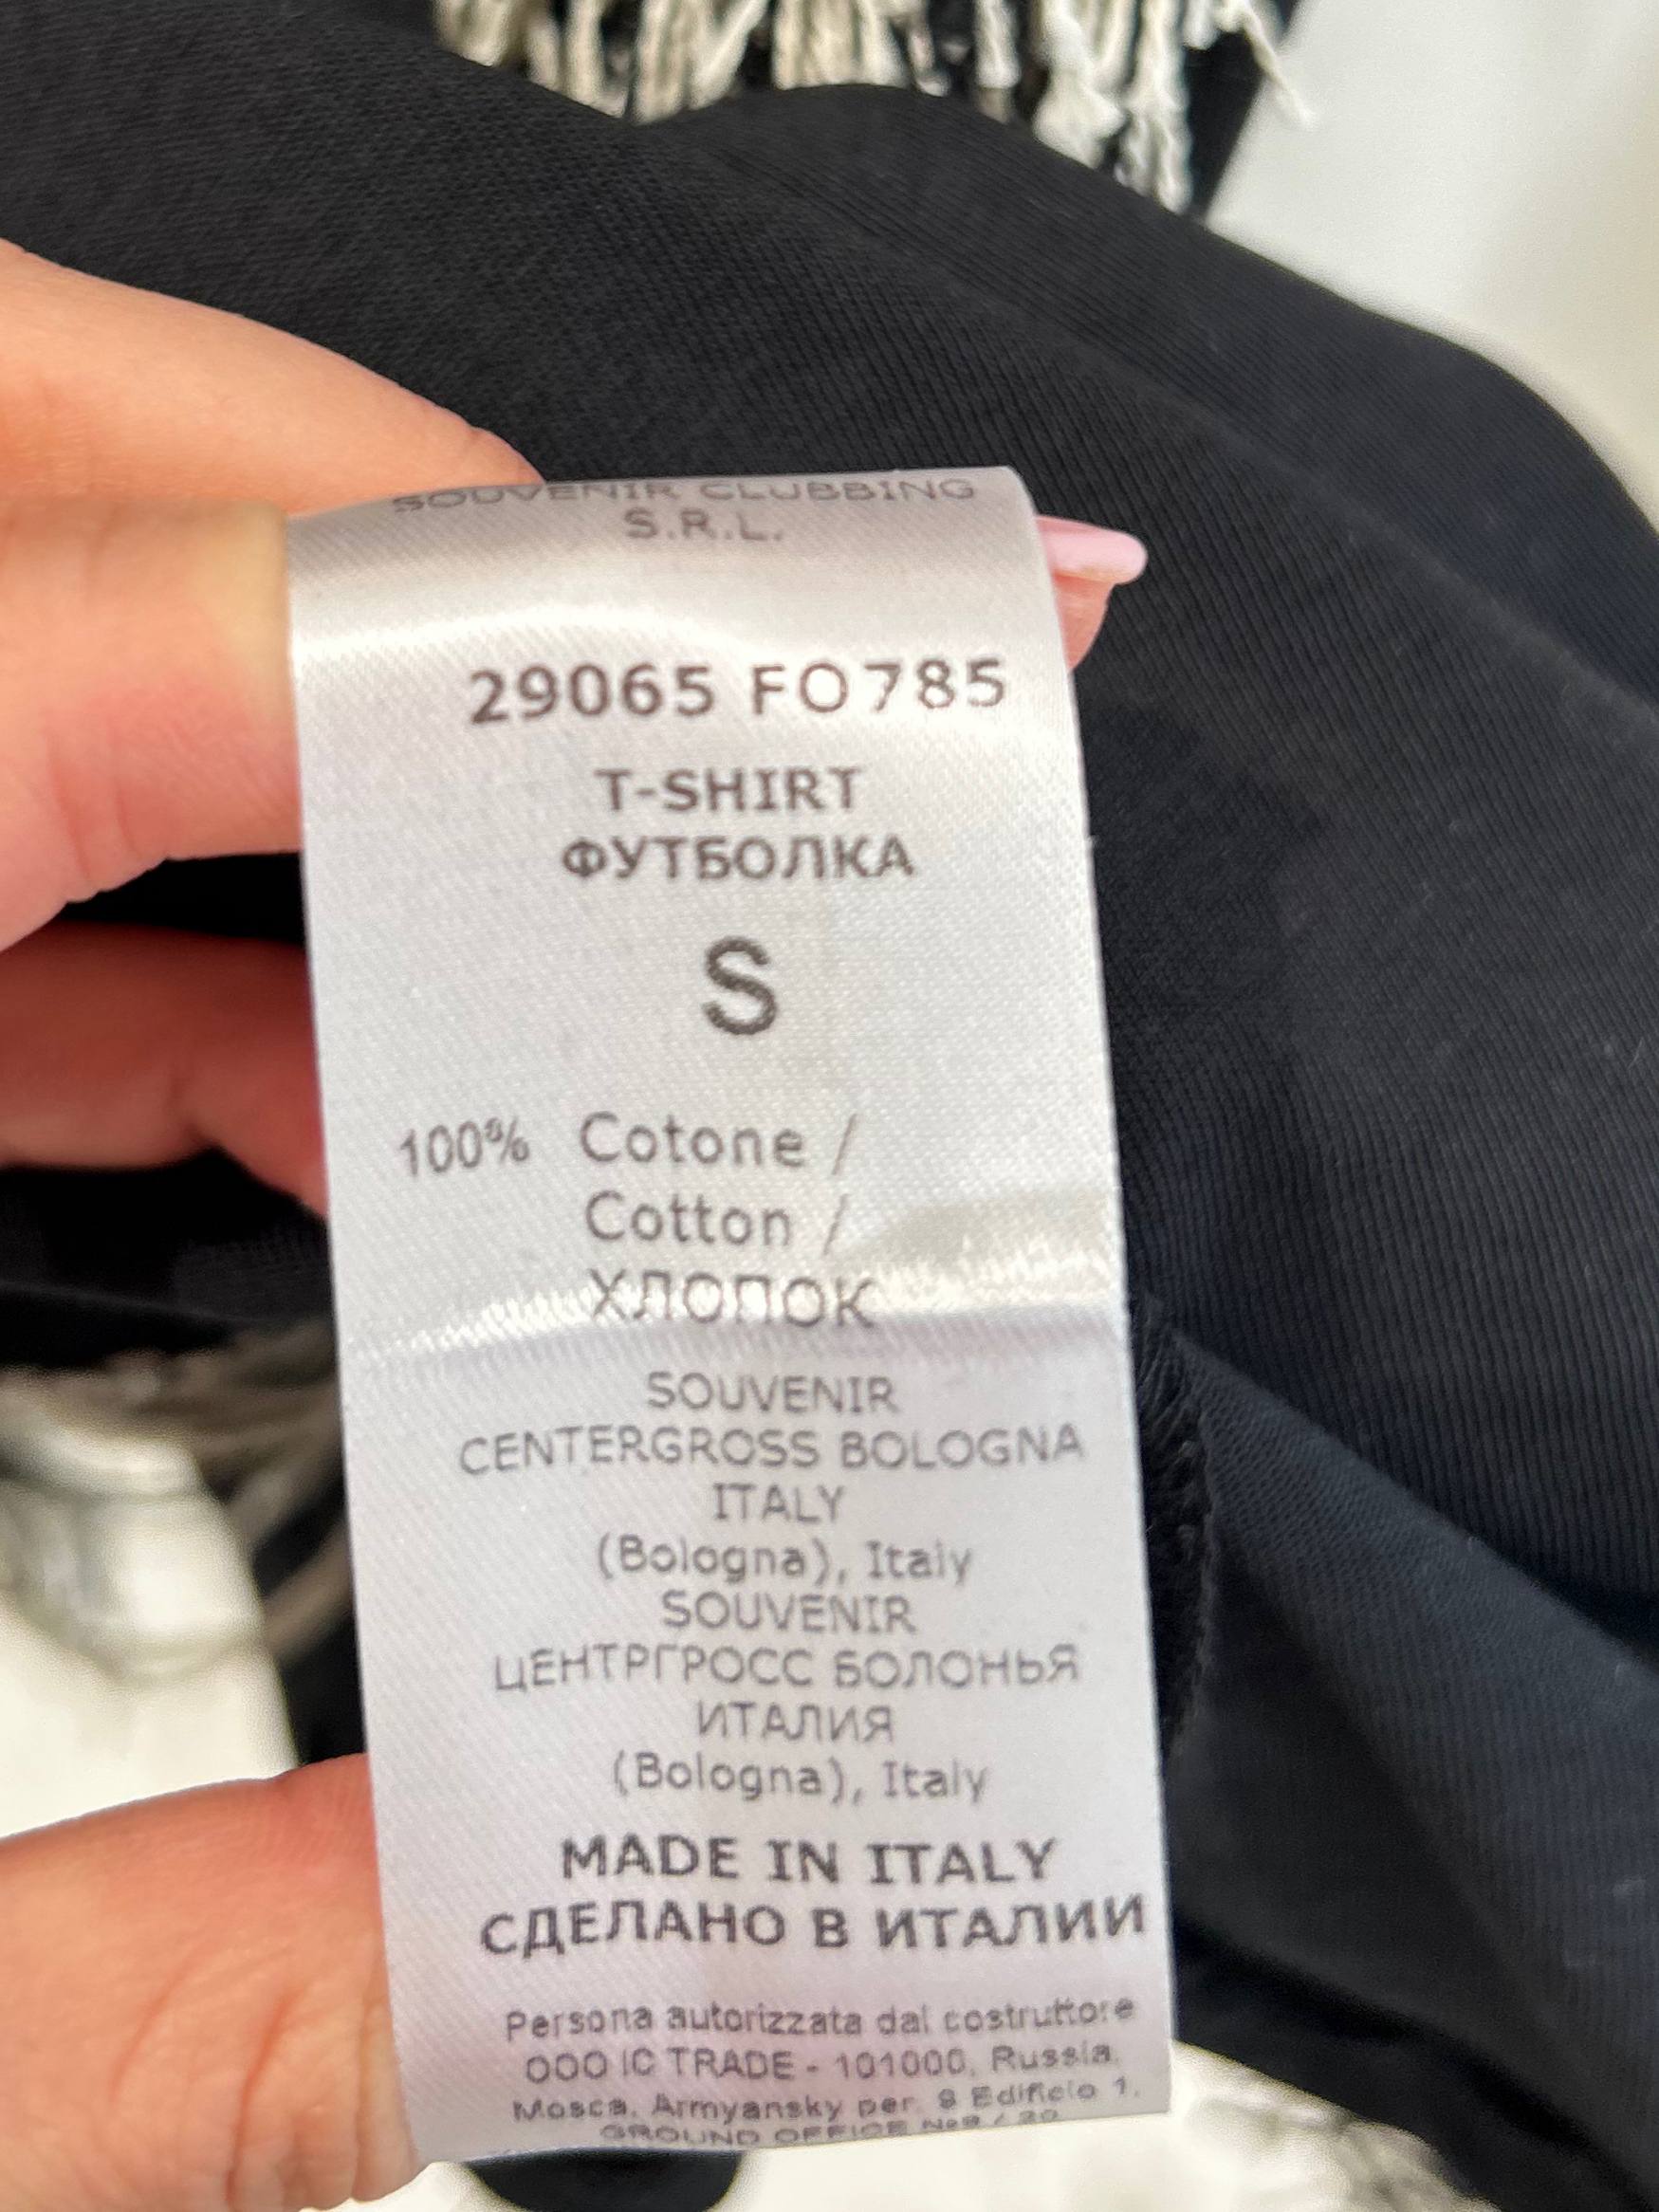 SOUVENIR CLUBBING
S.R.L.
29065 FO785
T-SHIRT
ФУТБОЛКА
S
100% Cotone /
Cotton /
ХЛОПОК
SOUVENIR
CENTERGROSS BOLOGNA
ITALY
(Bologna), Italy
SOUVENIR
ЦЕНТРГРОСС БОЛОНЬЯ
ИТАЛИЯ
(Bologna), Italy
MADE IN ITALY
СДЕЛАНО В ИТАЛИИ
Persona autorizzata dal costruttore
OOO IC TRADE - 101000, Russia,
Mosca, Armyansky per. 9 Edificio 1,
GROUND OFFICE